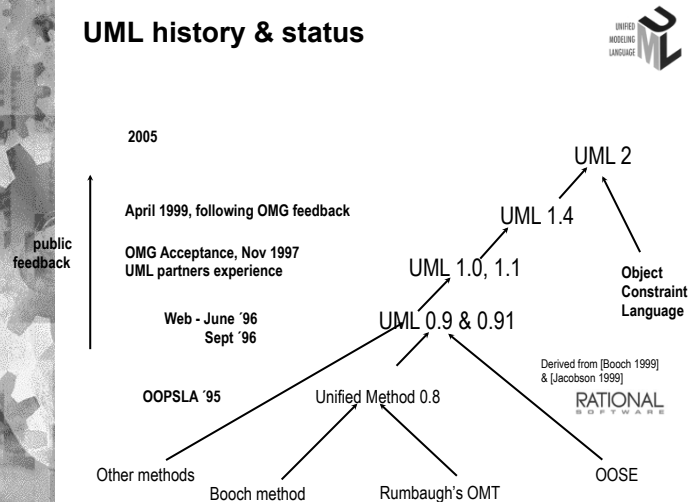 UML history & status
UNIFIED
MODELING
LANGUAGE
UML
2005
UML 2
April 1999, following OMG feedback
UML 1.4
public
feedback
OMG Acceptance, Nov 1997
UML partners experience
UML 1.0, 1.1
Object
Constraint
Language
Web - June ´96
Sept ´96
UML 0.9 & 0.91
Derived from [Booch 1999]
& [Jacobson 1999]
RATIONAL
SOFTWARE
OOPSLA ´95
Unified Method 0.8
Other methods
Booch method
Rumbaugh's OMT
OOSE